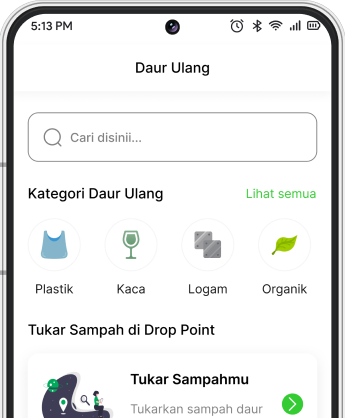 5:13 PM
Daur Ulang
Cari disinii...
Kategori Daur Ulang
Lihat semua
Plastik
Kaca
Logam
Organik
Tukar Sampah di Drop Point
Tukar Sampahmu
Tukarkan sampah daur